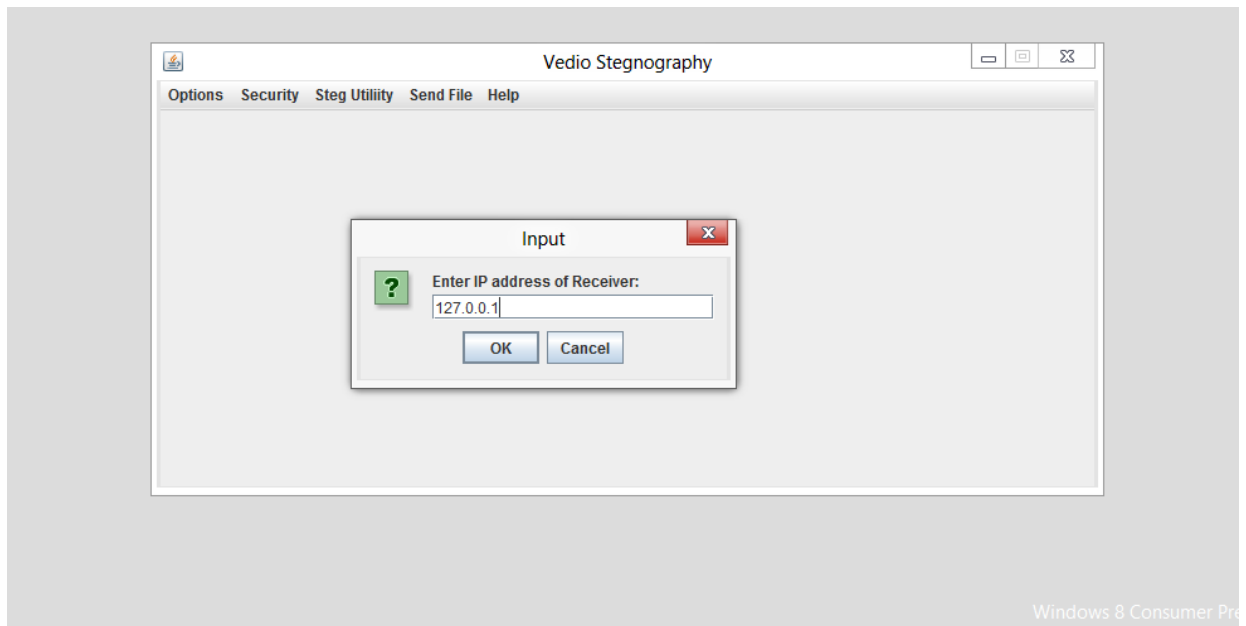 Vedio Stegnography
Options Security Steg Utiliity Send File Help
Input
? Enter IP address of Receiver:
127.0.0.1
OK Cancel
Windows 8 Consumer Pre